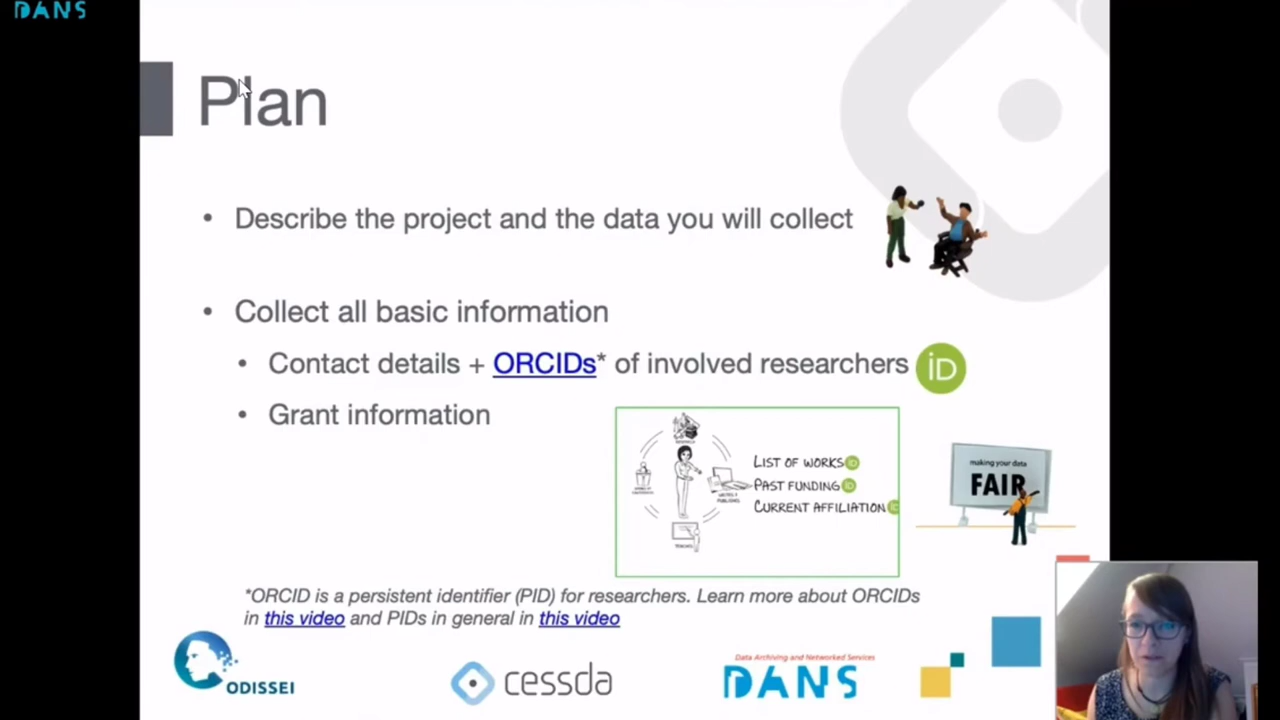 DANS
Plan
Describe the project and the data you will collect
Collect all basic information
Contact details + ORCIDs* of involved researchers
iD
Grant information
LIST OF WORKS iD
PAST FUNDING iD
CURRENT AFFILIATION
making your data
FAIR
*ORCID is a persistent identifier (PID) for researchers. Learn more about ORCIDs
in this video and PIDs in general in this video
ODISSEI
cessda
Data Archiving and Networked Services
DANS